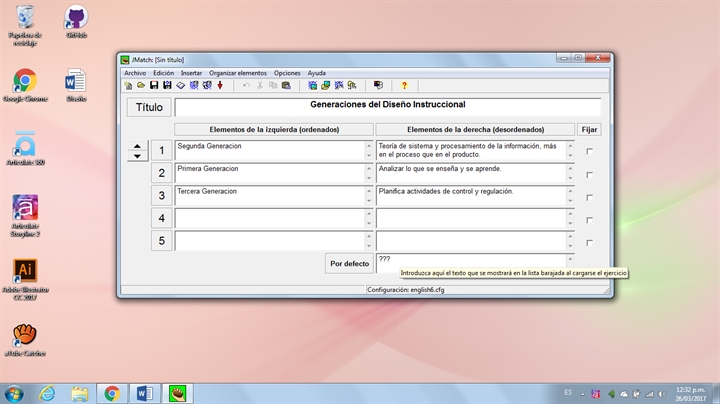 Papelera de
reciclaje
GitHub
Google Chrome
Diseño
Articulate 360
Articulate
Storyline 2
Adobe Illustrator
CC 2017
aTube Catcher
JMatch: [Sin título]
Archivo Edición Insertar Organizar elementos Opciones Ayuda
Título
Generaciones del Diseño Instruccional
Elementos de la izquierda (ordenados)
Elementos de la derecha (desordenados)
Fijar
1
Segunda Generacion
Teoría de sistema y procesamiento de la información, más
en el proceso que en el producto.
2
Primera Generacion
Analizar lo que se enseña y se aprende.
3
Tercera Generacion
Planifica actividades de control y regulación.
4
5
Por defecto
???
Introduzca aquí el texto que se mostrará en la lista barajada al cargarse el ejercicio
Configuración: english6.cfg
ES
12:32 p.m.
26/03/2017